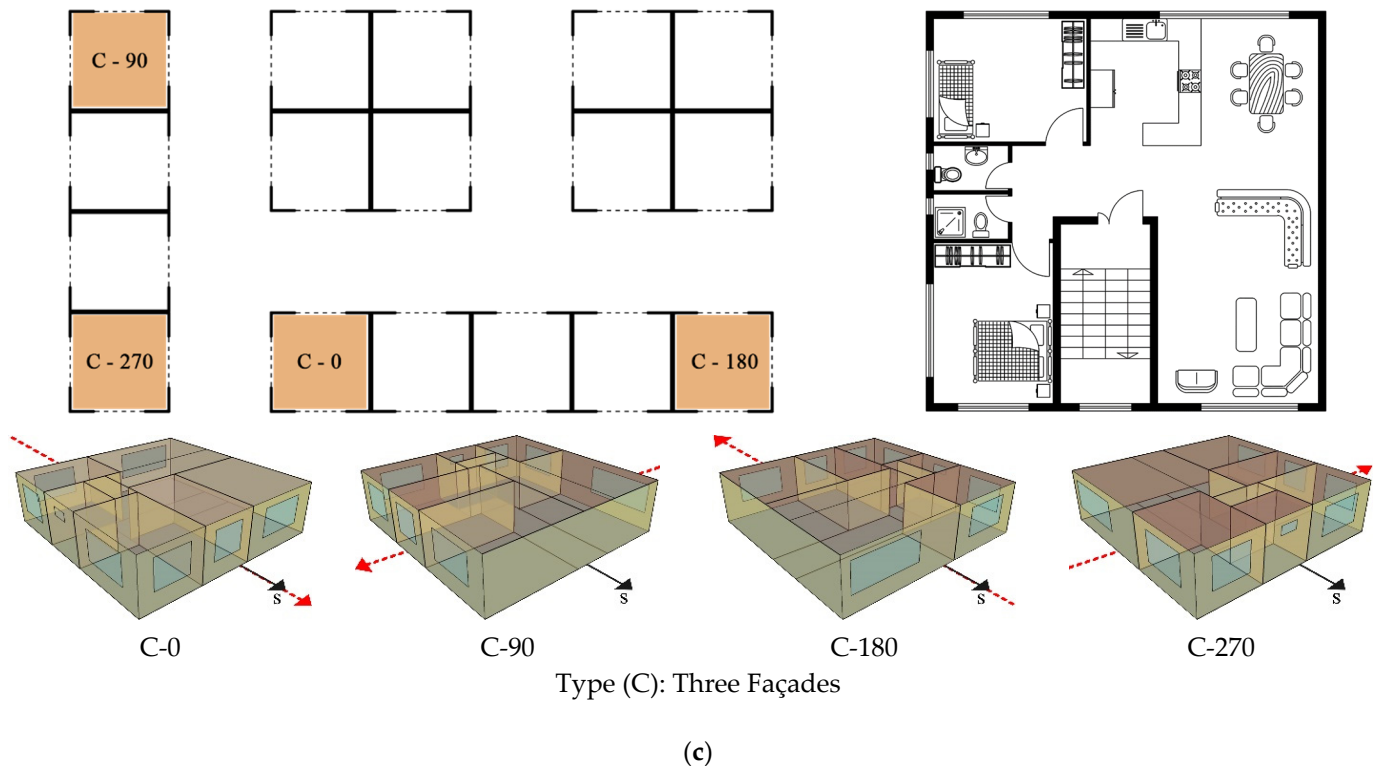 C - 90
C - 270
C - 0
C - 180
S
S
S
S
C-0
C-90
C-180
C-270
Type (C): Three Façades
(c)